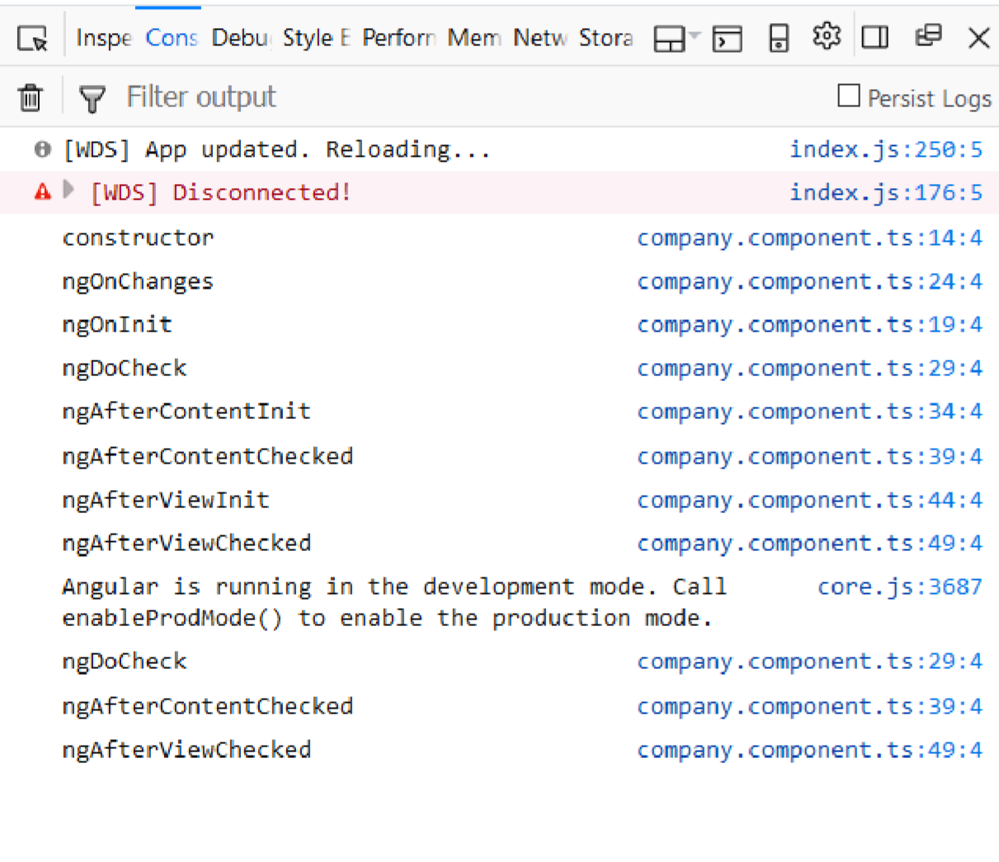 Inspe Cons Debu Style E Perforn Mem Netw Stora
Filter output Persist Logs
[WDS] App updated. Reloading... index.js:250:5
[WDS] Disconnected! index.js:176:5
constructor company.component.ts:14:4
ngOnChanges company.component.ts:24:4
ngOnInit company.component.ts:19:4
ngDoCheck company.component.ts:29:4
ngAfterContentInit company.component.ts:34:4
ngAfterContentChecked company.component.ts:39:4
ngAfterViewInit company.component.ts:44:4
ngAfterViewChecked company.component.ts:49:4
Angular is running in the development mode. Call core.js:3687
enableProdMode() to enable the production mode.
ngDoCheck company.component.ts:29:4
ngAfterContentChecked company.component.ts:39:4
ngAfterViewChecked company.component.ts:49:4